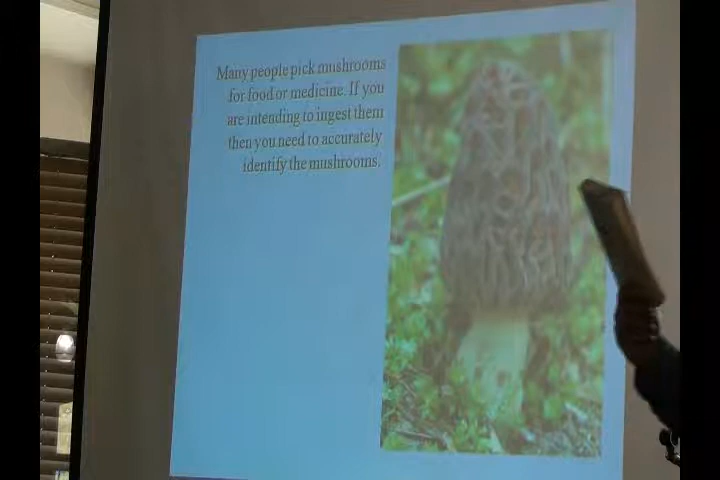 Many people pick mushrooms
for food or medicine. If you
are intending to ingest them
then you need to accurately
identify the mushrooms.